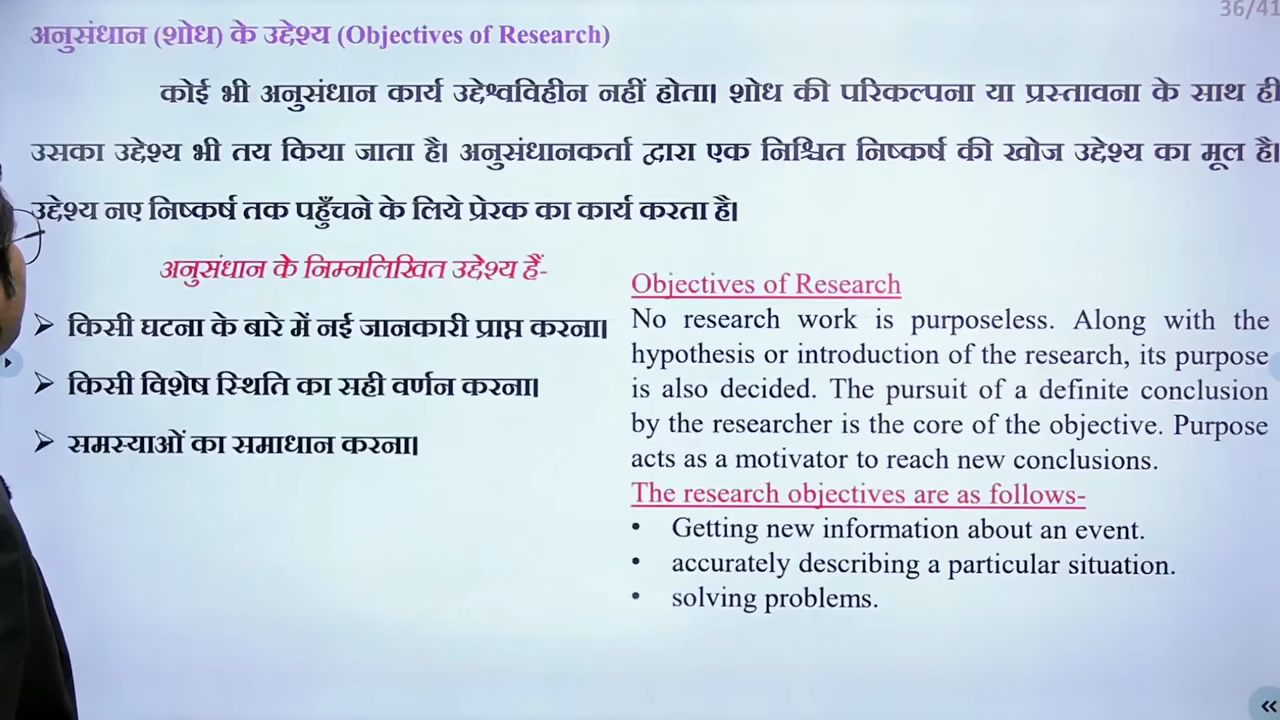 36/41
अनुसंधान (शोध) के उद्देश्य (Objectives of Research)
कोई भी अनुसंधान कार्य उद्देश्वविहीन नहीं होता। शोध की परिकल्पना या प्रस्तावना के साथ ही
उसका उद्देश्य भी तय किया जाता है। अनुसंधानकर्ता द्वारा एक निश्चित निष्कर्ष की खोज उद्देश्य का मूल है।
उद्देश्य नए निष्कर्ष तक पहुँचने के लिये प्रेरक का कार्य करता है।
अनुसंधान के निम्नलिखित उद्देश्य हैं-
➢ किसी घटना के बारे में नई जानकारी प्राप्त करना।
➢ किसी विशेष स्थिति का सही वर्णन करना।
➢ समस्याओं का समाधान करना।
Objectives of Research
No research work is purposeless. Along with the
hypothesis or introduction of the research, its purpose
is also decided. The pursuit of a definite conclusion
by the researcher is the core of the objective. Purpose
acts as a motivator to reach new conclusions.
The research objectives are as follows-
• Getting new information about an event.
• accurately describing a particular situation.
• solving problems.